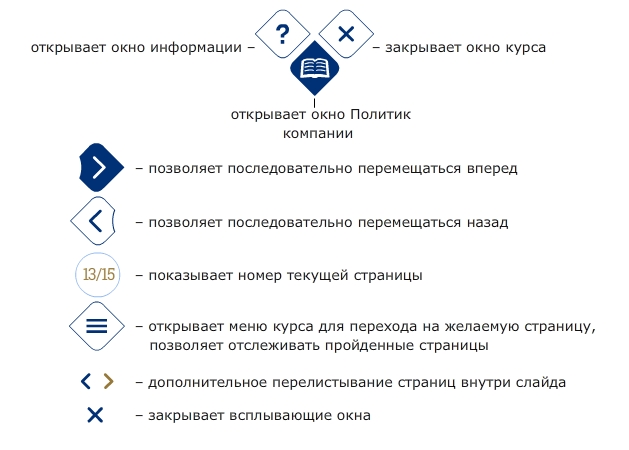 ?
открывает окно информации –
– закрывает окно курса
открывает окно Политик
компании
– позволяет последовательно перемещаться вперед
– позволяет последовательно перемещаться назад
13/15
– показывает номер текущей страницы
– открывает меню курса для перехода на желаемую страницу,
позволяет отслеживать пройденные страницы
– дополнительное перелистывание страниц внутри слайда
– закрывает всплывающие окна